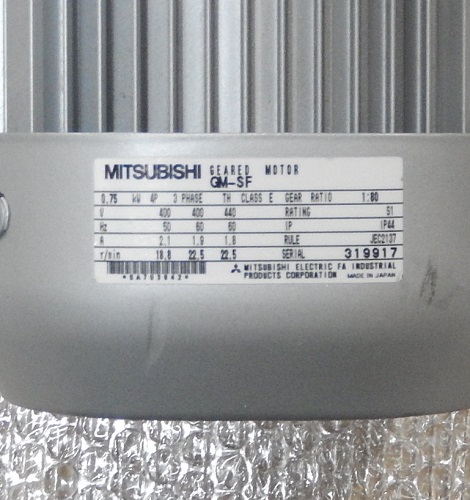 MITSUBISHI GEARED MOTOR
GM-SF
0.75 kW 4P 3 PHASE TH CLASS E GEAR RATIO 1:80
V 400 400 440 RATING S1
Hz 50 60 60 IP IP44
A 2.1 1.9 1.8 RULE JEC2137
r/min 18.8 22.5 22.5 SERIAL 319917
MITSUBISHI ELECTRIC FA INDUSTRIAL
PRODUCTS CORPORATION MADE IN JAPAN